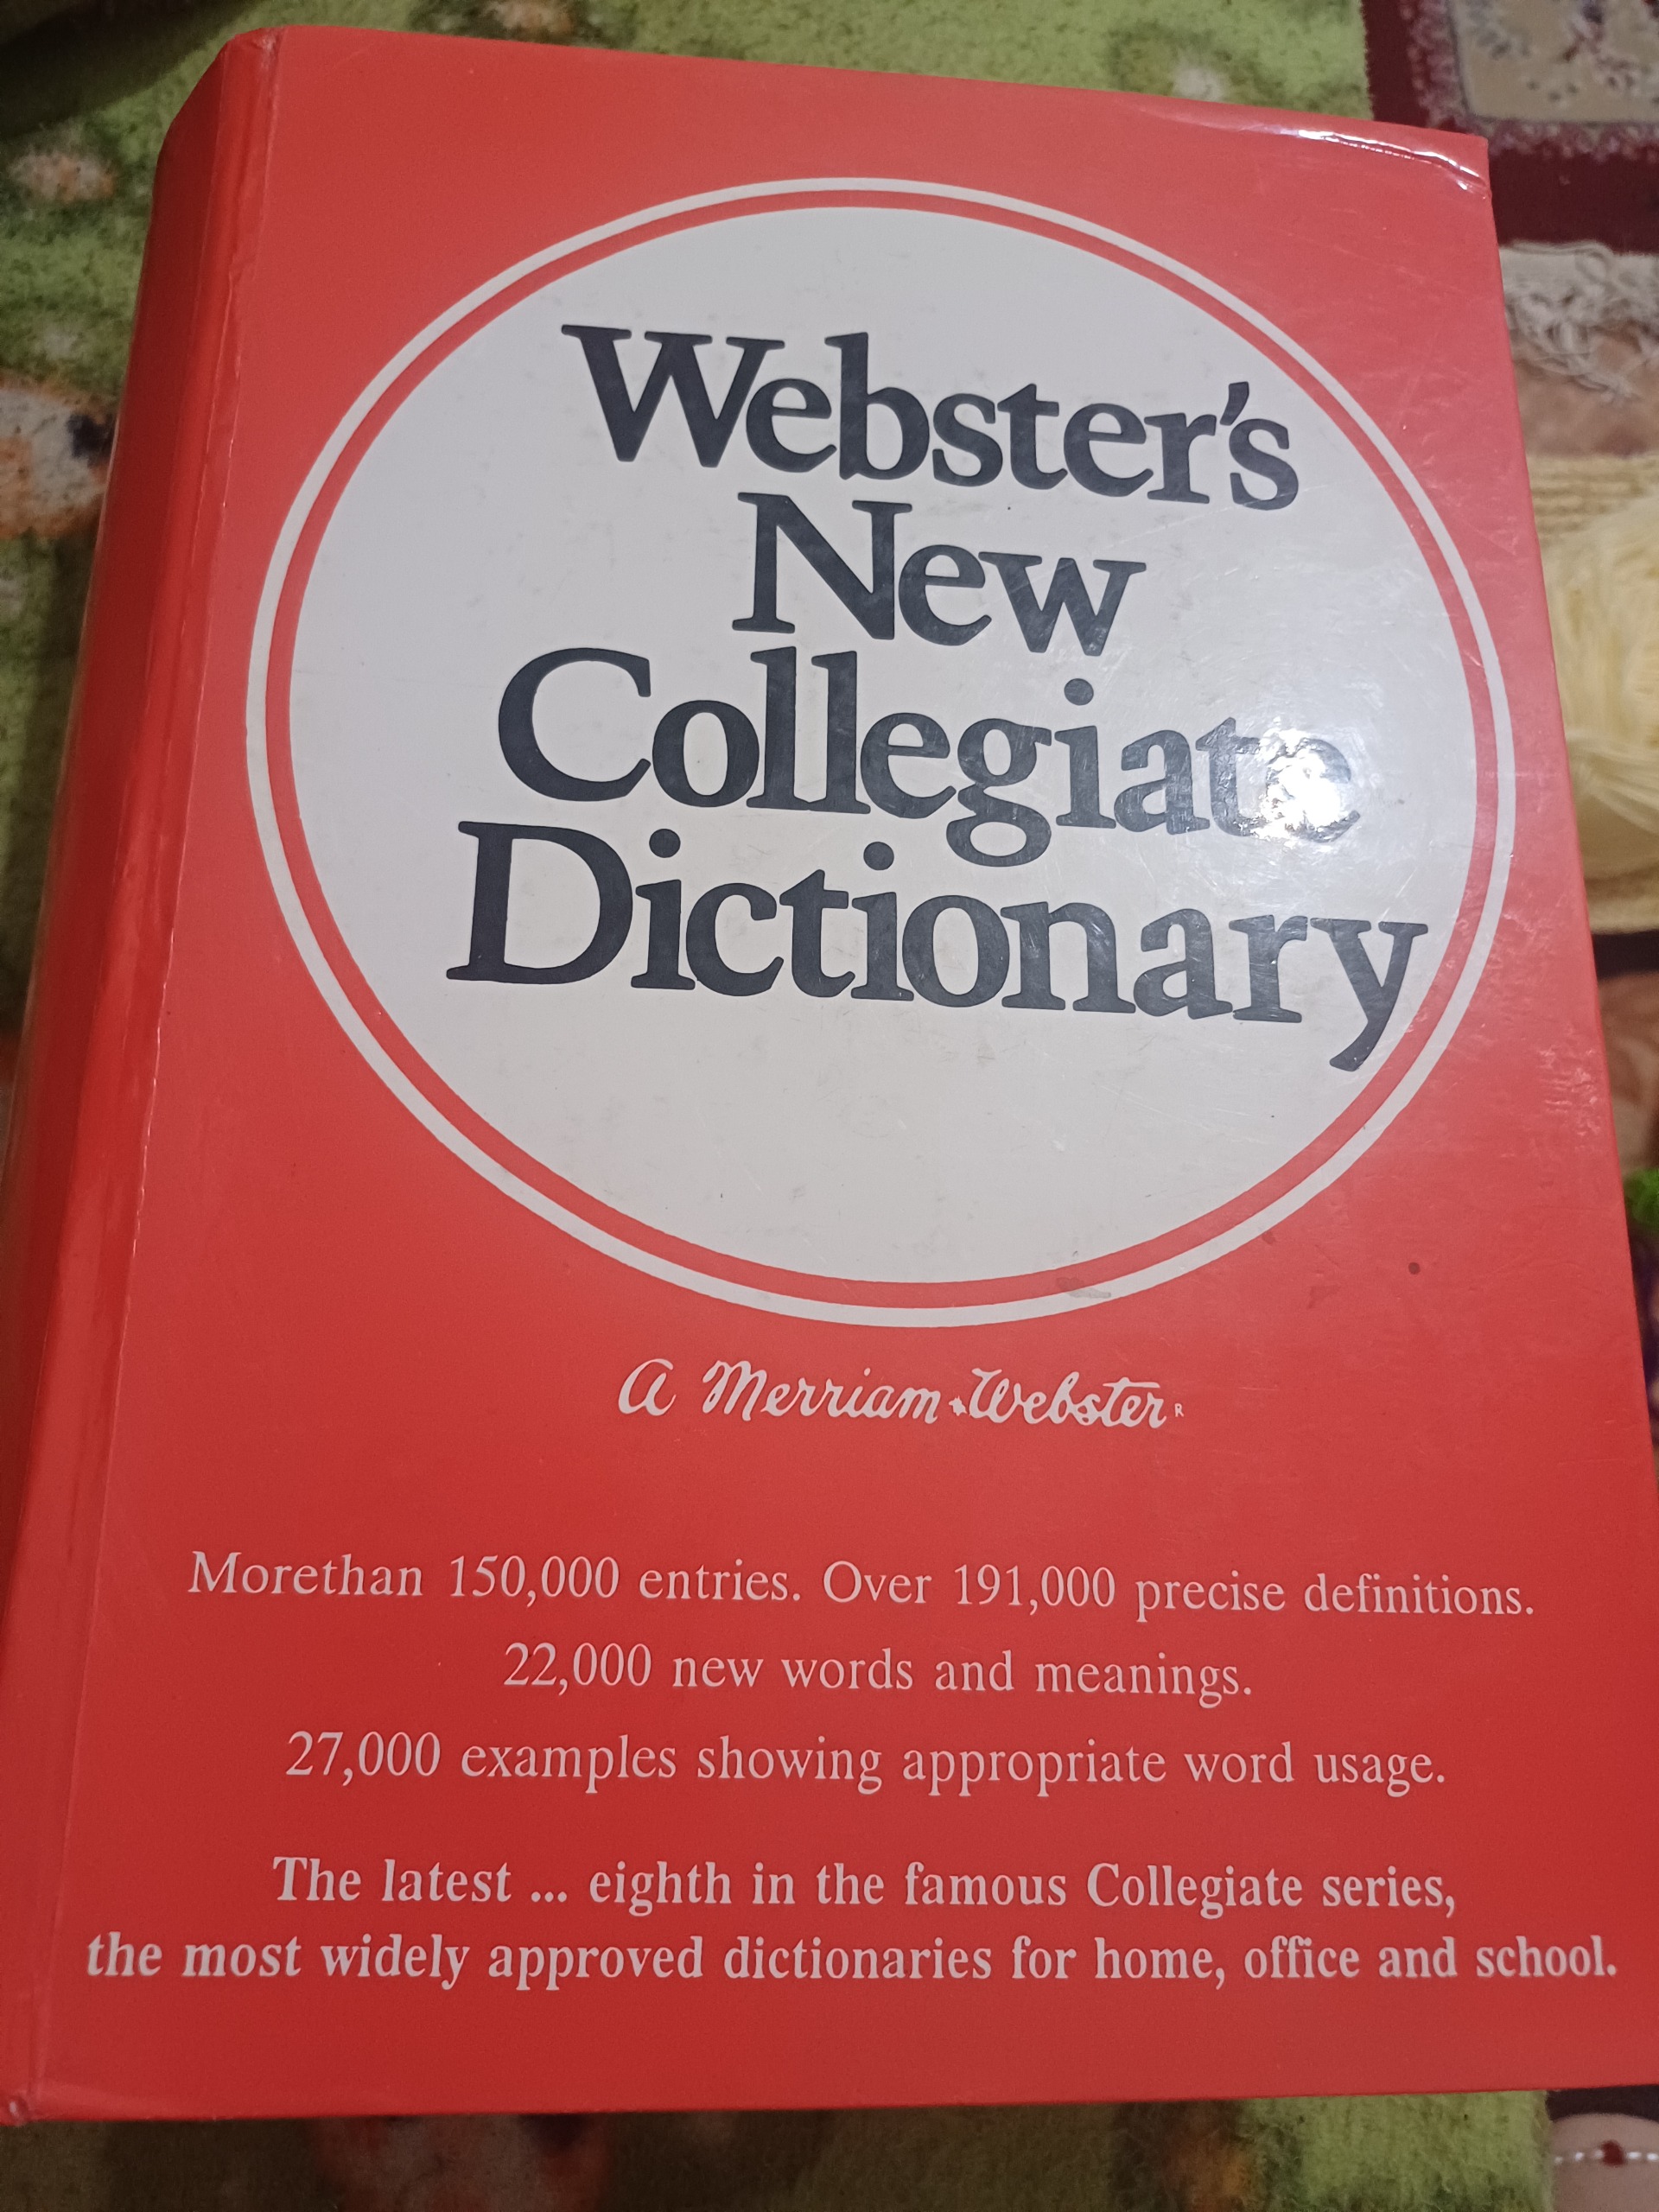 Webster's
New
Collegiate
Dictionary
a Merriam-Webster R
Morethan 150,000 entries. Over 191,000 precise definitions.
22,000 new words and meanings.
27,000 examples showing appropriate word usage.
The latest ... eighth in the famous Collegiate series,
the most widely approved dictionaries for home, office and school.